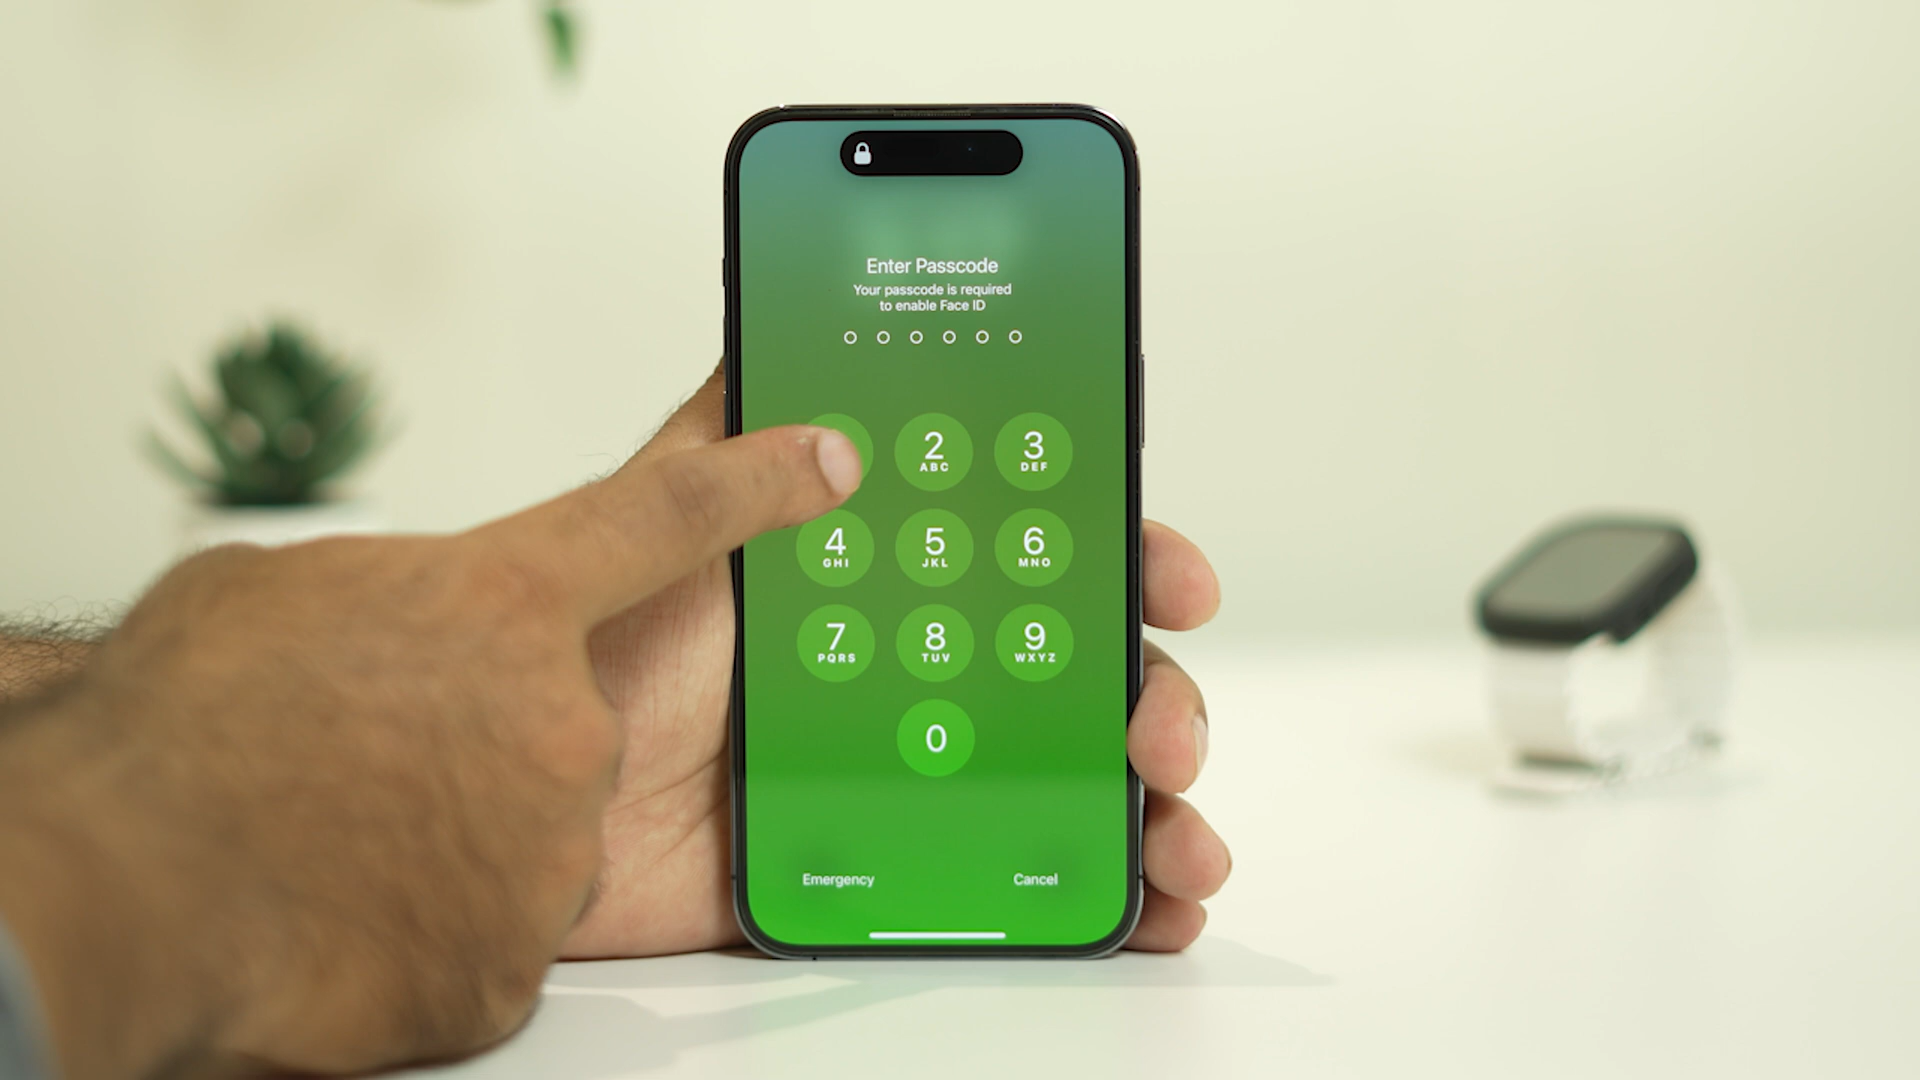 Enter Passcode
Your passcode is required
to enable Face ID
2 3
ABC DEF
4 5 6
GHI JKL MNO
7 8 9
PQRS TUV WXYZ
0
Emergency Cancel